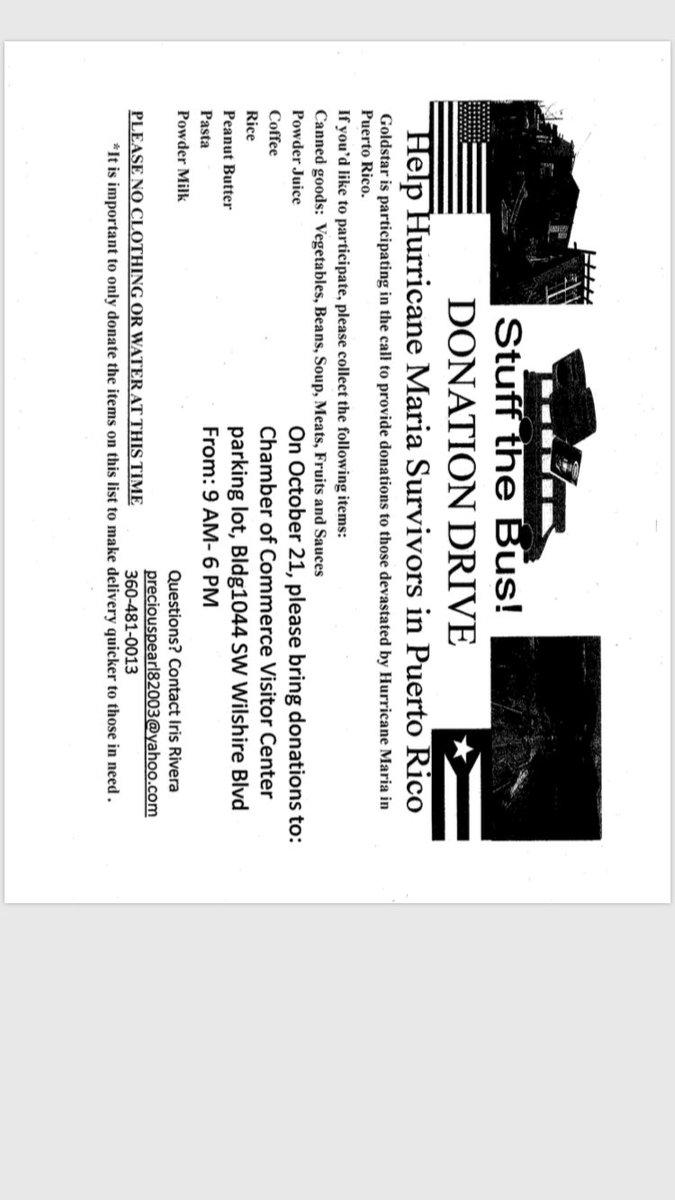 Stuff the Bus!
DONATION DRIVE
Help Hurricane Maria Survivors in Puerto Rico
Goldstar is participating in the call to provide donations to those devastated by Hurricane Maria in
Puerto Rico.
If you'd like to participate, please collect the following items:
Canned goods: Vegetables, Beans, Soup, Meats, Fruits and Sauces
Powder Juice
Coffee
Rice
Peanut Butter
Pasta
Powder Milk
On October 21, please bring donations to:
Chamber of Commerce Visitor Center
parking lot, Bldg1044 SW Wilshire Blvd
From: 9 AM- 6 PM
Questions? Contact Iris Rivera
preciouspearl82003@yahoo.com
360-481-0013
PLEASE NO CLOTHING OR WATER AT THIS TIME
*It is important to only donate the items on this list to make delivery quicker to those in need .